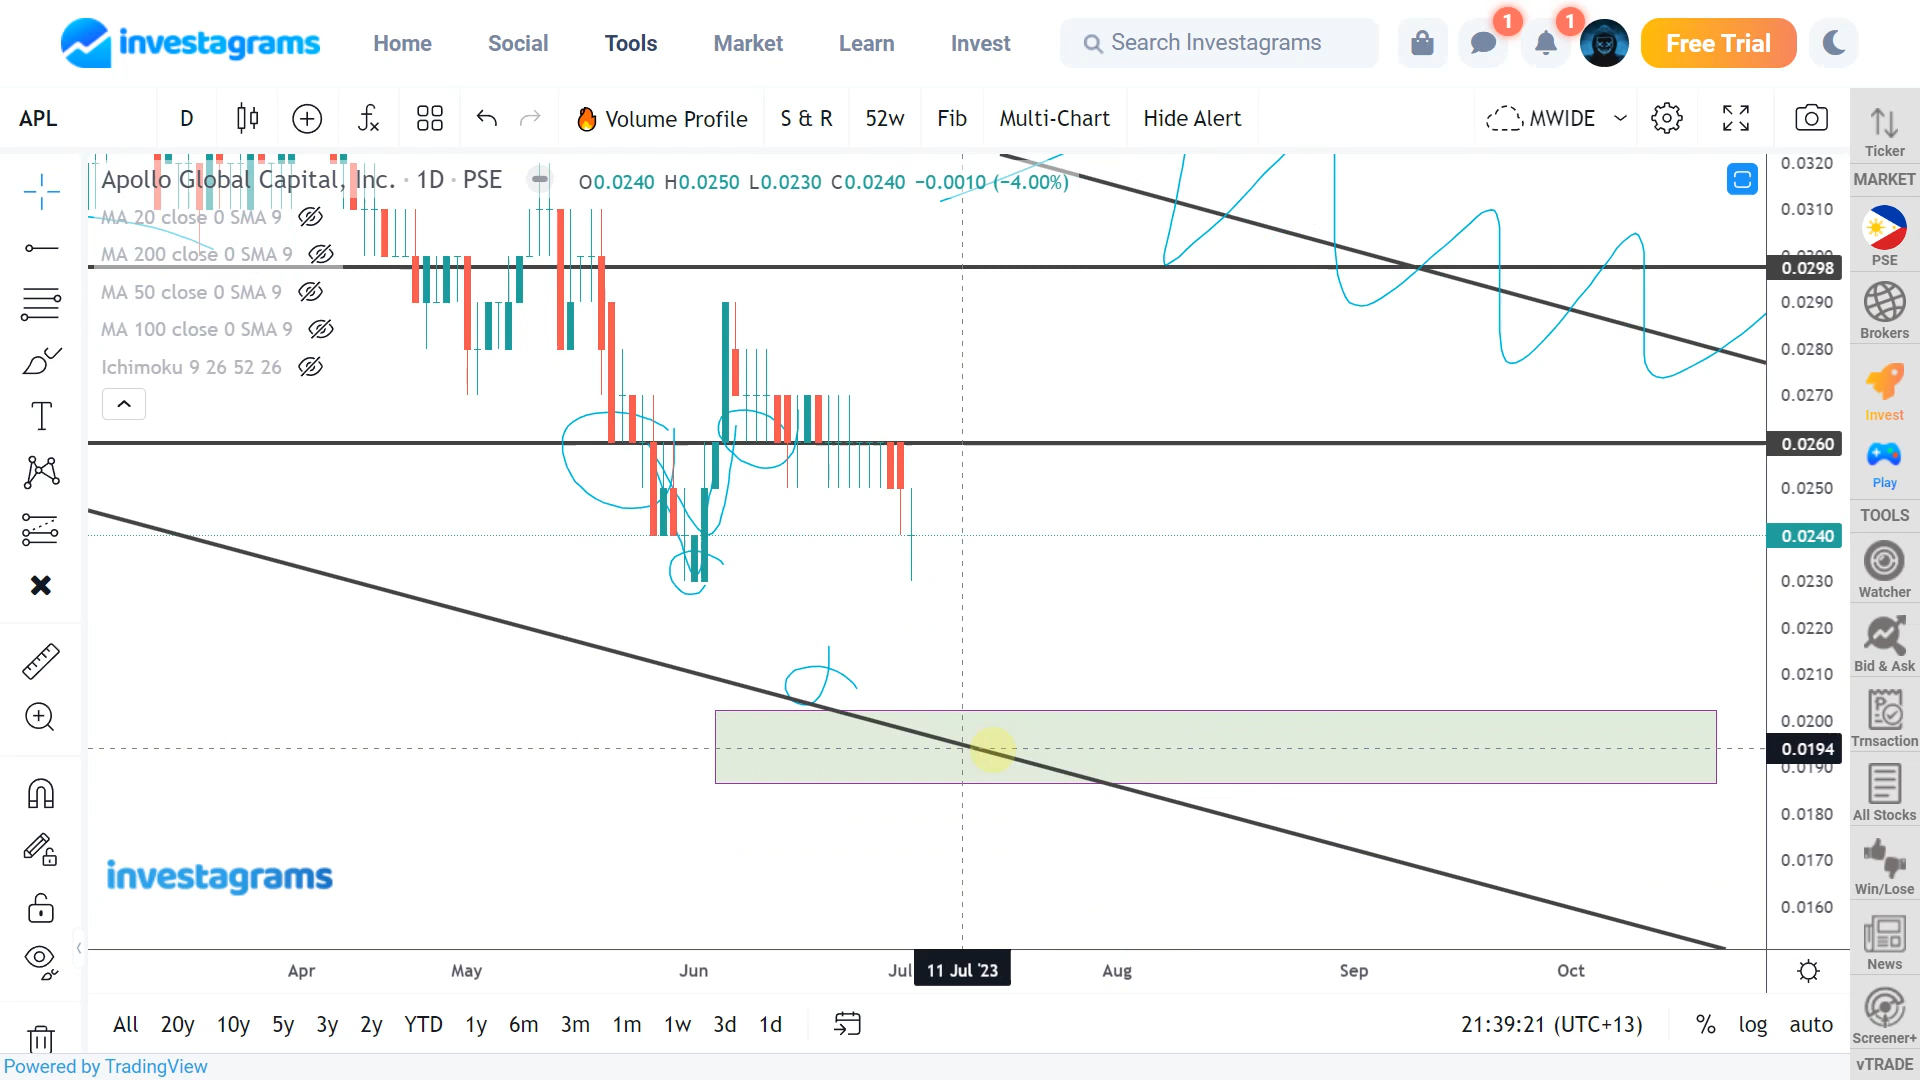 investagrams
Home Social Tools Market Learn Invest
Search Investagrams
1
1
Free Trial
APL
D
Volume Profile
S & R
52w
Fib
Multi-Chart
Hide Alert
MWIDE
Apollo Global Capital, Inc. · 1D · PSE
O0.0240 H0.0250 L0.0230 C0.0240 −0.0010 (−4.00%)
MA 20 close 0 SMA 9
MA 200 close 0 SMA 9
MA 50 close 0 SMA 9
MA 100 close 0 SMA 9
Ichimoku 9 26 52 26
0.0320
0.0310
0.0298
0.0290
0.0280
0.0270
0.0260
0.0250
0.0240
0.0230
0.0220
0.0210
0.0200
0.0194
0.0190
0.0180
0.0170
0.0160
investagrams
Apr May Jun Jul 11 Jul '23 Aug Sep Oct
All 20y 10y 5y 3y 2y YTD 1y 6m 3m 1m 1w 3d 1d
21:39:21 (UTC+13)
% log auto
Powered by TradingView
Ticker
MARKET
PSE
Brokers
Invest
Play
TOOLS
Watcher
Bid & Ask
Trnsaction
All Stocks
Win/Lose
News
Screener+
vTRADE